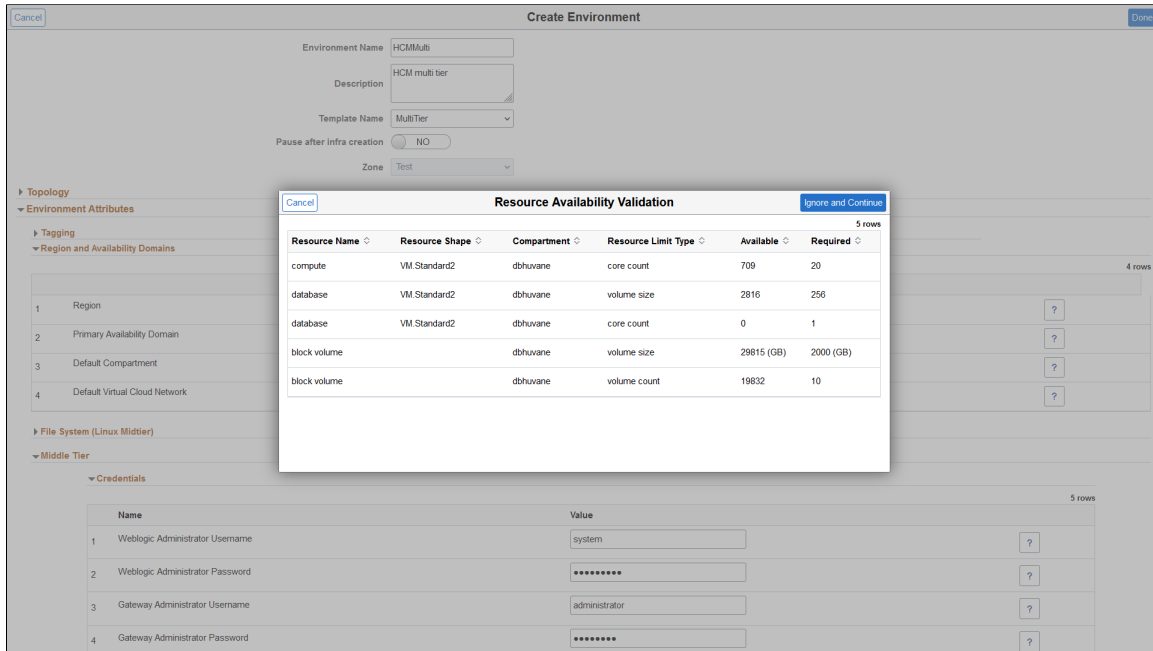 Cancel Create Environment Done
Environment Name HCMMulti
Description HCM multi tier
Template Name MultiTier
Pause after infra creation NO
Zone Test
Topology
Environment Attributes
Tagging
Region and Availability Domains
4 rows
1 Region ?
2 Primary Availability Domain ?
3 Default Compartment ?
4 Default Virtual Cloud Network ?
File System (Linux Midtier)
Middle Tier
Credentials
5 rows
Name Value
1 Weblogic Administrator Username system ?
2 Weblogic Administrator Password ••••••••• ?
3 Gateway Administrator Username administrator ?
4 Gateway Administrator Password •••••••• ?
Cancel Resource Availability Validation Ignore and Continue
5 rows
Resource Name Resource Shape Compartment Resource Limit Type Available Required
compute VM.Standard2 dbhuvane core count 709 20
database VM.Standard2 dbhuvane volume size 2816 256
database VM.Standard2 dbhuvane core count 0 1
block volume dbhuvane volume size 29815 (GB) 2000 (GB)
block volume dbhuvane volume count 19832 10